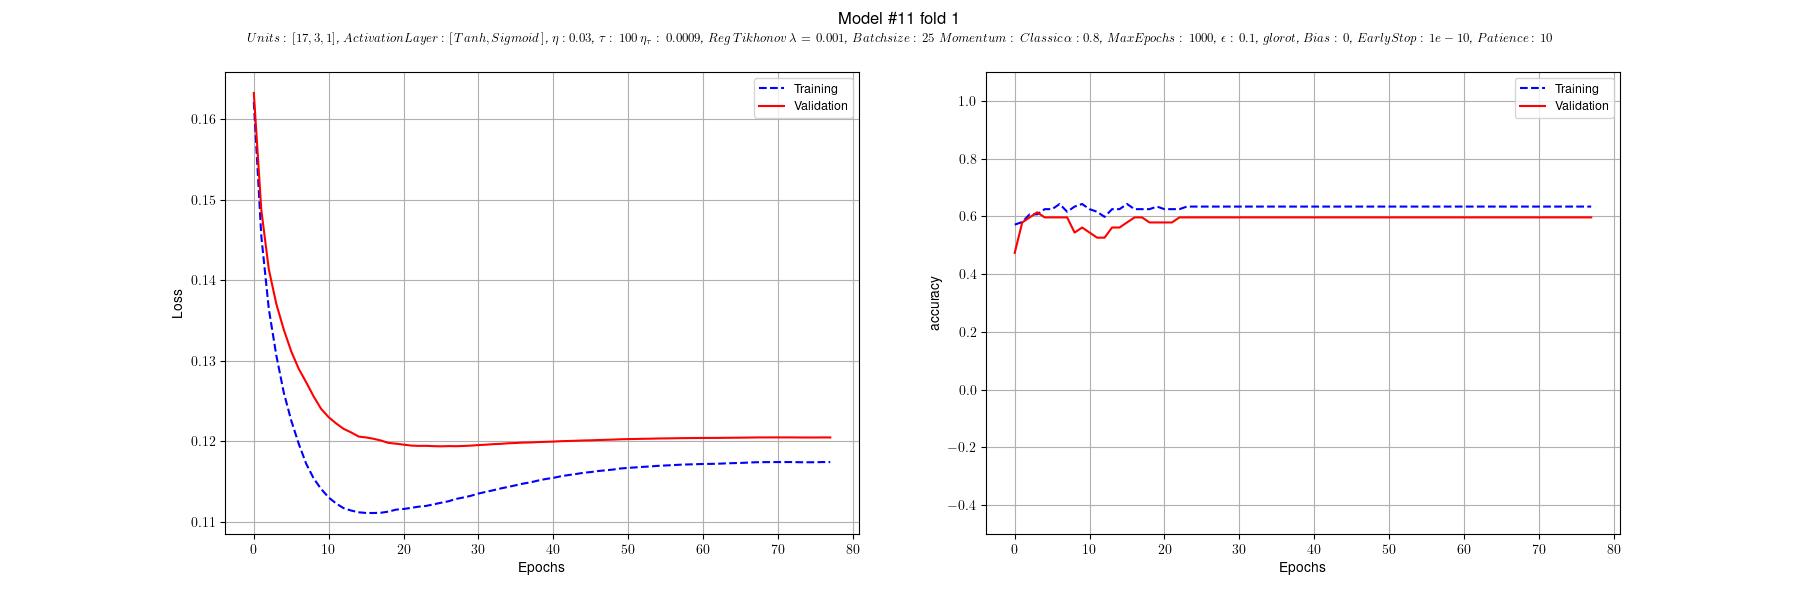 Model #11 fold 1
Units : [17, 3, 1], ActivationLayer : [Tanh, Sigmoid], η : 0.03, τ : 100 η_τ : 0.0009, Reg Tikhonov λ = 0.001, Batchsize : 25 Momentum : Classic α : 0.8, MaxEpochs : 1000, ϵ : 0.1, glorot, Bias : 0, EarlyStop : 1e − 10, Patience : 10
Training
Validation
0.16
0.15
0.14
0.13
0.12
0.11
Loss
0 10 20 30 40 50 60 70 80
Epochs
Training
Validation
1.0
0.8
0.6
0.4
0.2
0.0
−0.2
−0.4
accuracy
0 10 20 30 40 50 60 70 80
Epochs